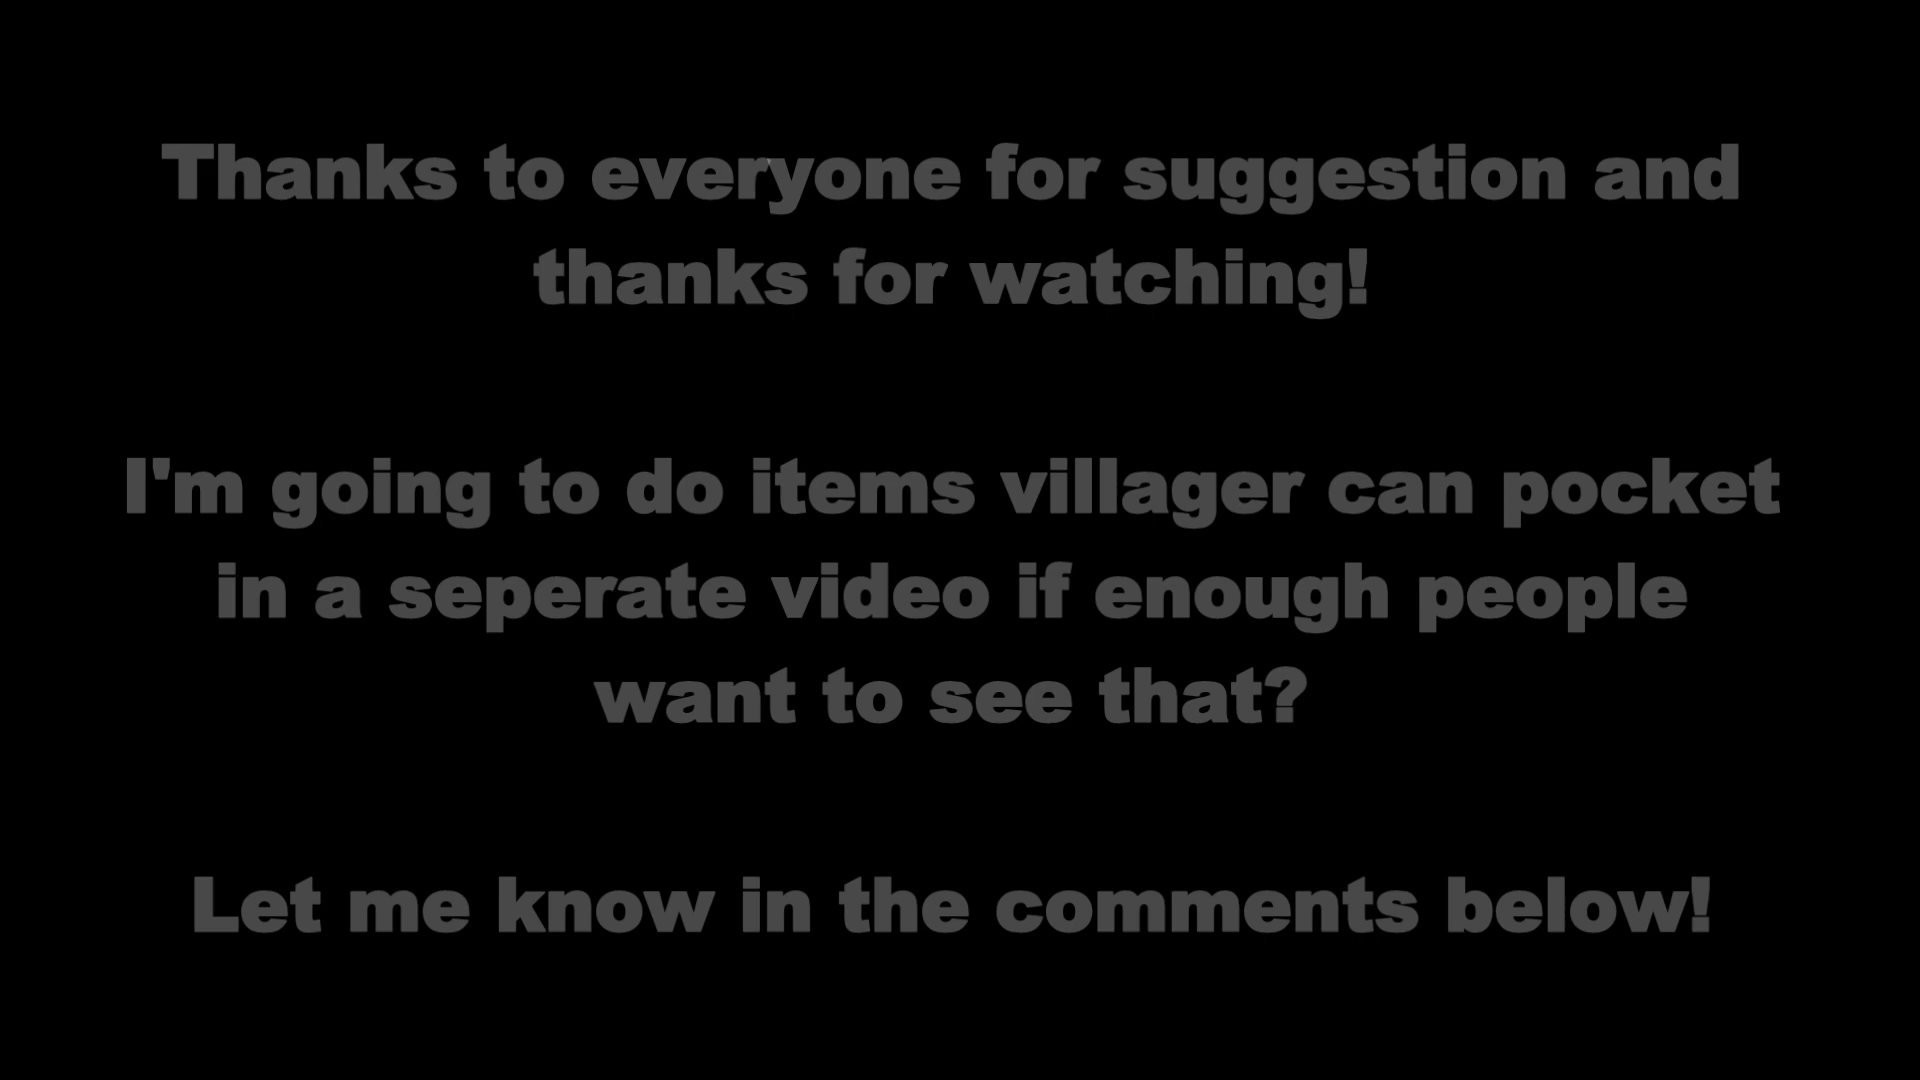 Thanks to everyone for suggestion and
thanks for watching!
I'm going to do items villager can pocket
in a seperate video if enough people
want to see that?
Let me know in the comments below!